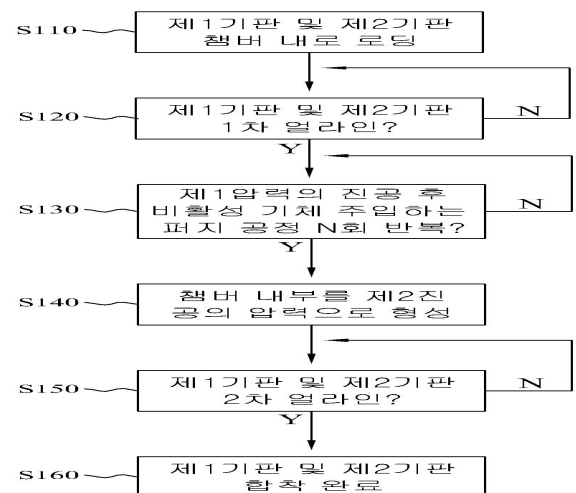 S110
제1기판 및 제2기판
챔버 내로 로딩
S120
제1기판 및 제2기판
1차 얼라인?
N
Y
S130
제1압력의 진공 후
비활성 기체 주입하는
퍼지 공정 N회 반복?
N
Y
S140
챔버 내부를 제2진
공의 압력으로 형성
S150
제1기판 및 제2기판
2차 얼라인?
N
Y
S160
제1기판 및 제2기판
합착 완료